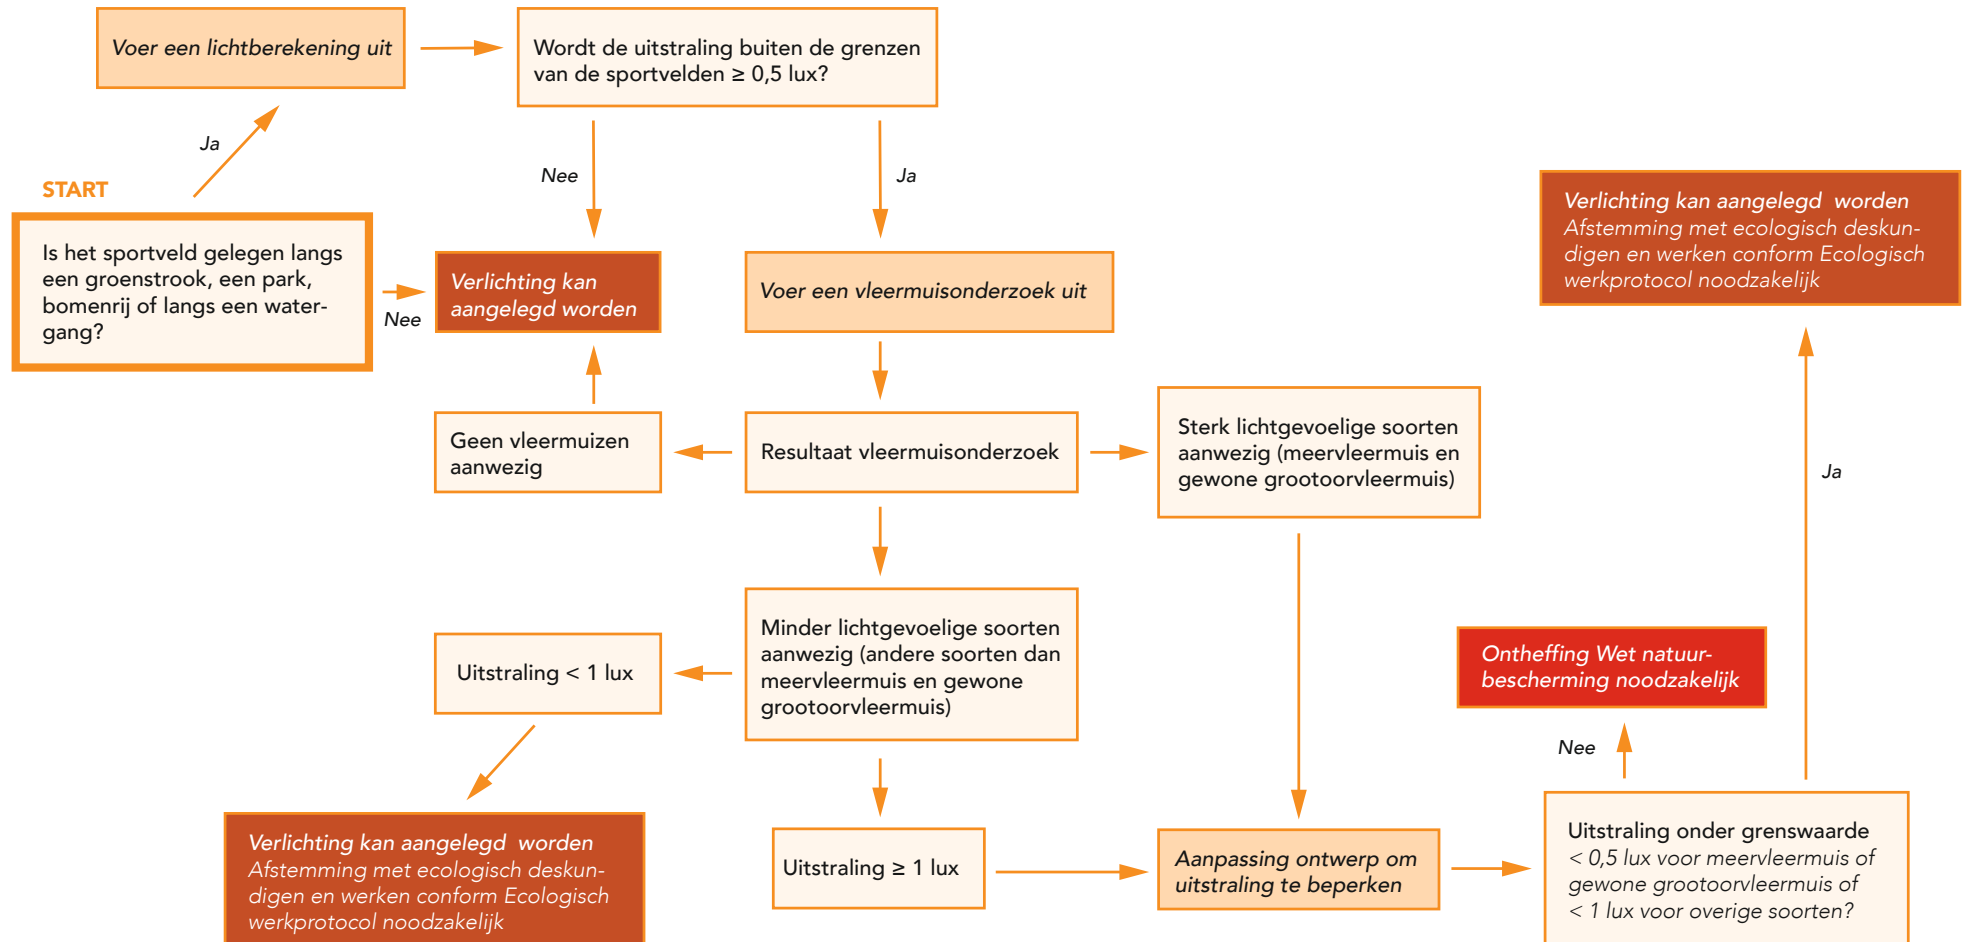 Voer een lichtberekening uit
Wordt de uitstraling buiten de grenzen
van de sportvelden ≥ 0,5 lux?
Ja
Nee
Ja
START
Is het sportveld gelegen langs
een groenstrook, een park,
bomenrij of langs een water-
gang?
Nee
Verlichting kan
aangelegd worden
Voer een vleermuisonderzoek uit
Verlichting kan aangelegd worden
Afstemming met ecologisch deskun-
digen en werken conform Ecologisch
werkprotocol noodzakelijk
Geen vleermuizen
aanwezig
Resultaat vleermuisonderzoek
Sterk lichtgevoelige soorten
aanwezig (meervleermuis en
gewone grootoorvleermuis)
Ja
Uitstraling < 1 lux
Minder lichtgevoelige soorten
aanwezig (andere soorten dan
meervleermuis en gewone
grootoorvleermuis)
Ontheffing Wet natuur-
bescherming noodzakelijk
Nee
Verlichting kan aangelegd worden
Afstemming met ecologisch deskun-
digen en werken conform Ecologisch
werkprotocol noodzakelijk
Uitstraling ≥ 1 lux
Aanpassing ontwerp om
uitstraling te beperken
Uitstraling onder grenswaarde
< 0,5 lux voor meervleermuis of
gewone grootoorvleermuis of
< 1 lux voor overige soorten?